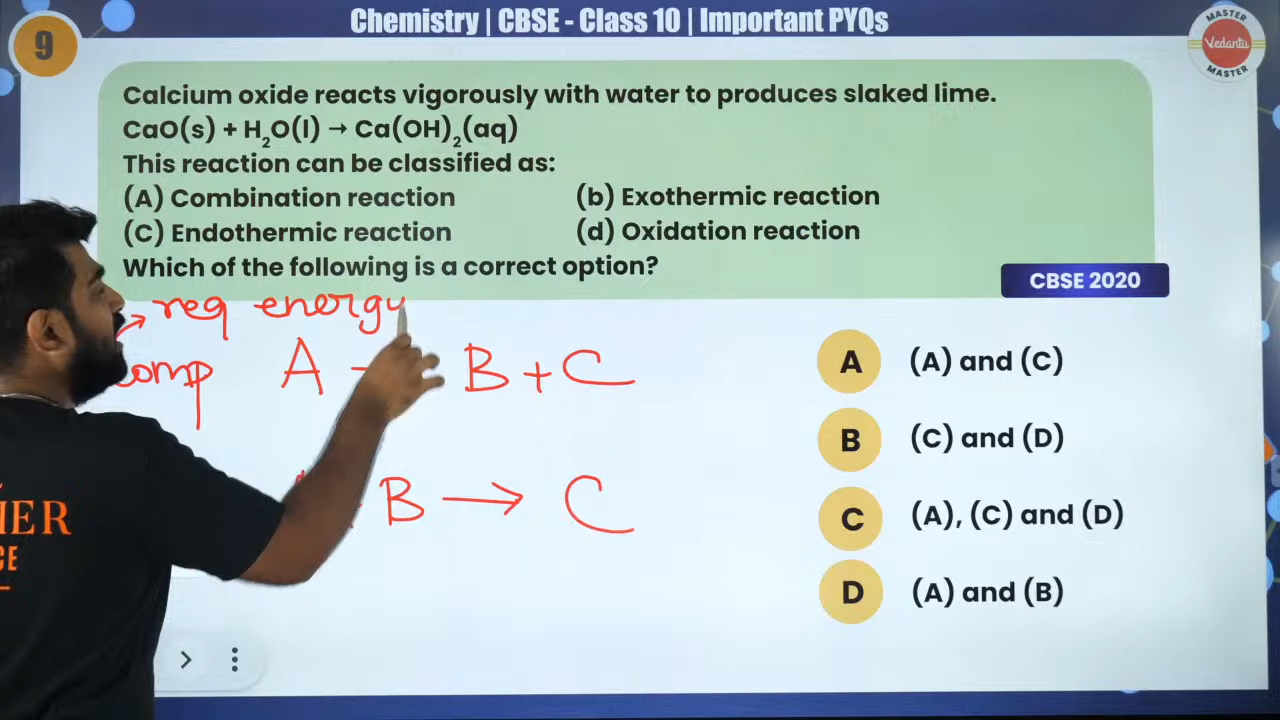 Chemistry | CBSE - Class 10 | Important PYQs
9
MASTER
Vedantu
MASTER
Calcium oxide reacts vigorously with water to produces slaked lime.
CaO(s) + H₂O(l) → Ca(OH)₂(aq)
This reaction can be classified as:
(A) Combination reaction (b) Exothermic reaction
(C) Endothermic reaction (d) Oxidation reaction
Which of the following is a correct option?
CBSE 2020
req energy
comp A B + C
B → C
A (A) and (C)
B (C) and (D)
C (A), (C) and (D)
D (A) and (B)